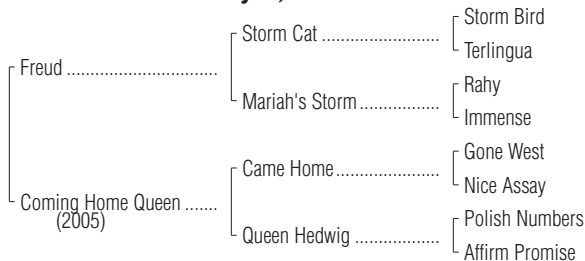 Storm Bird
Storm Cat ..........................
Terlingua
Freud .................................
Rahy
Mariah's Storm ..................
Immense
Gone West
Came Home .......................
Nice Assay
Coming Home Queen .......
(2005)
Polish Numbers
Queen Hedwig ...................
Affirm Promise